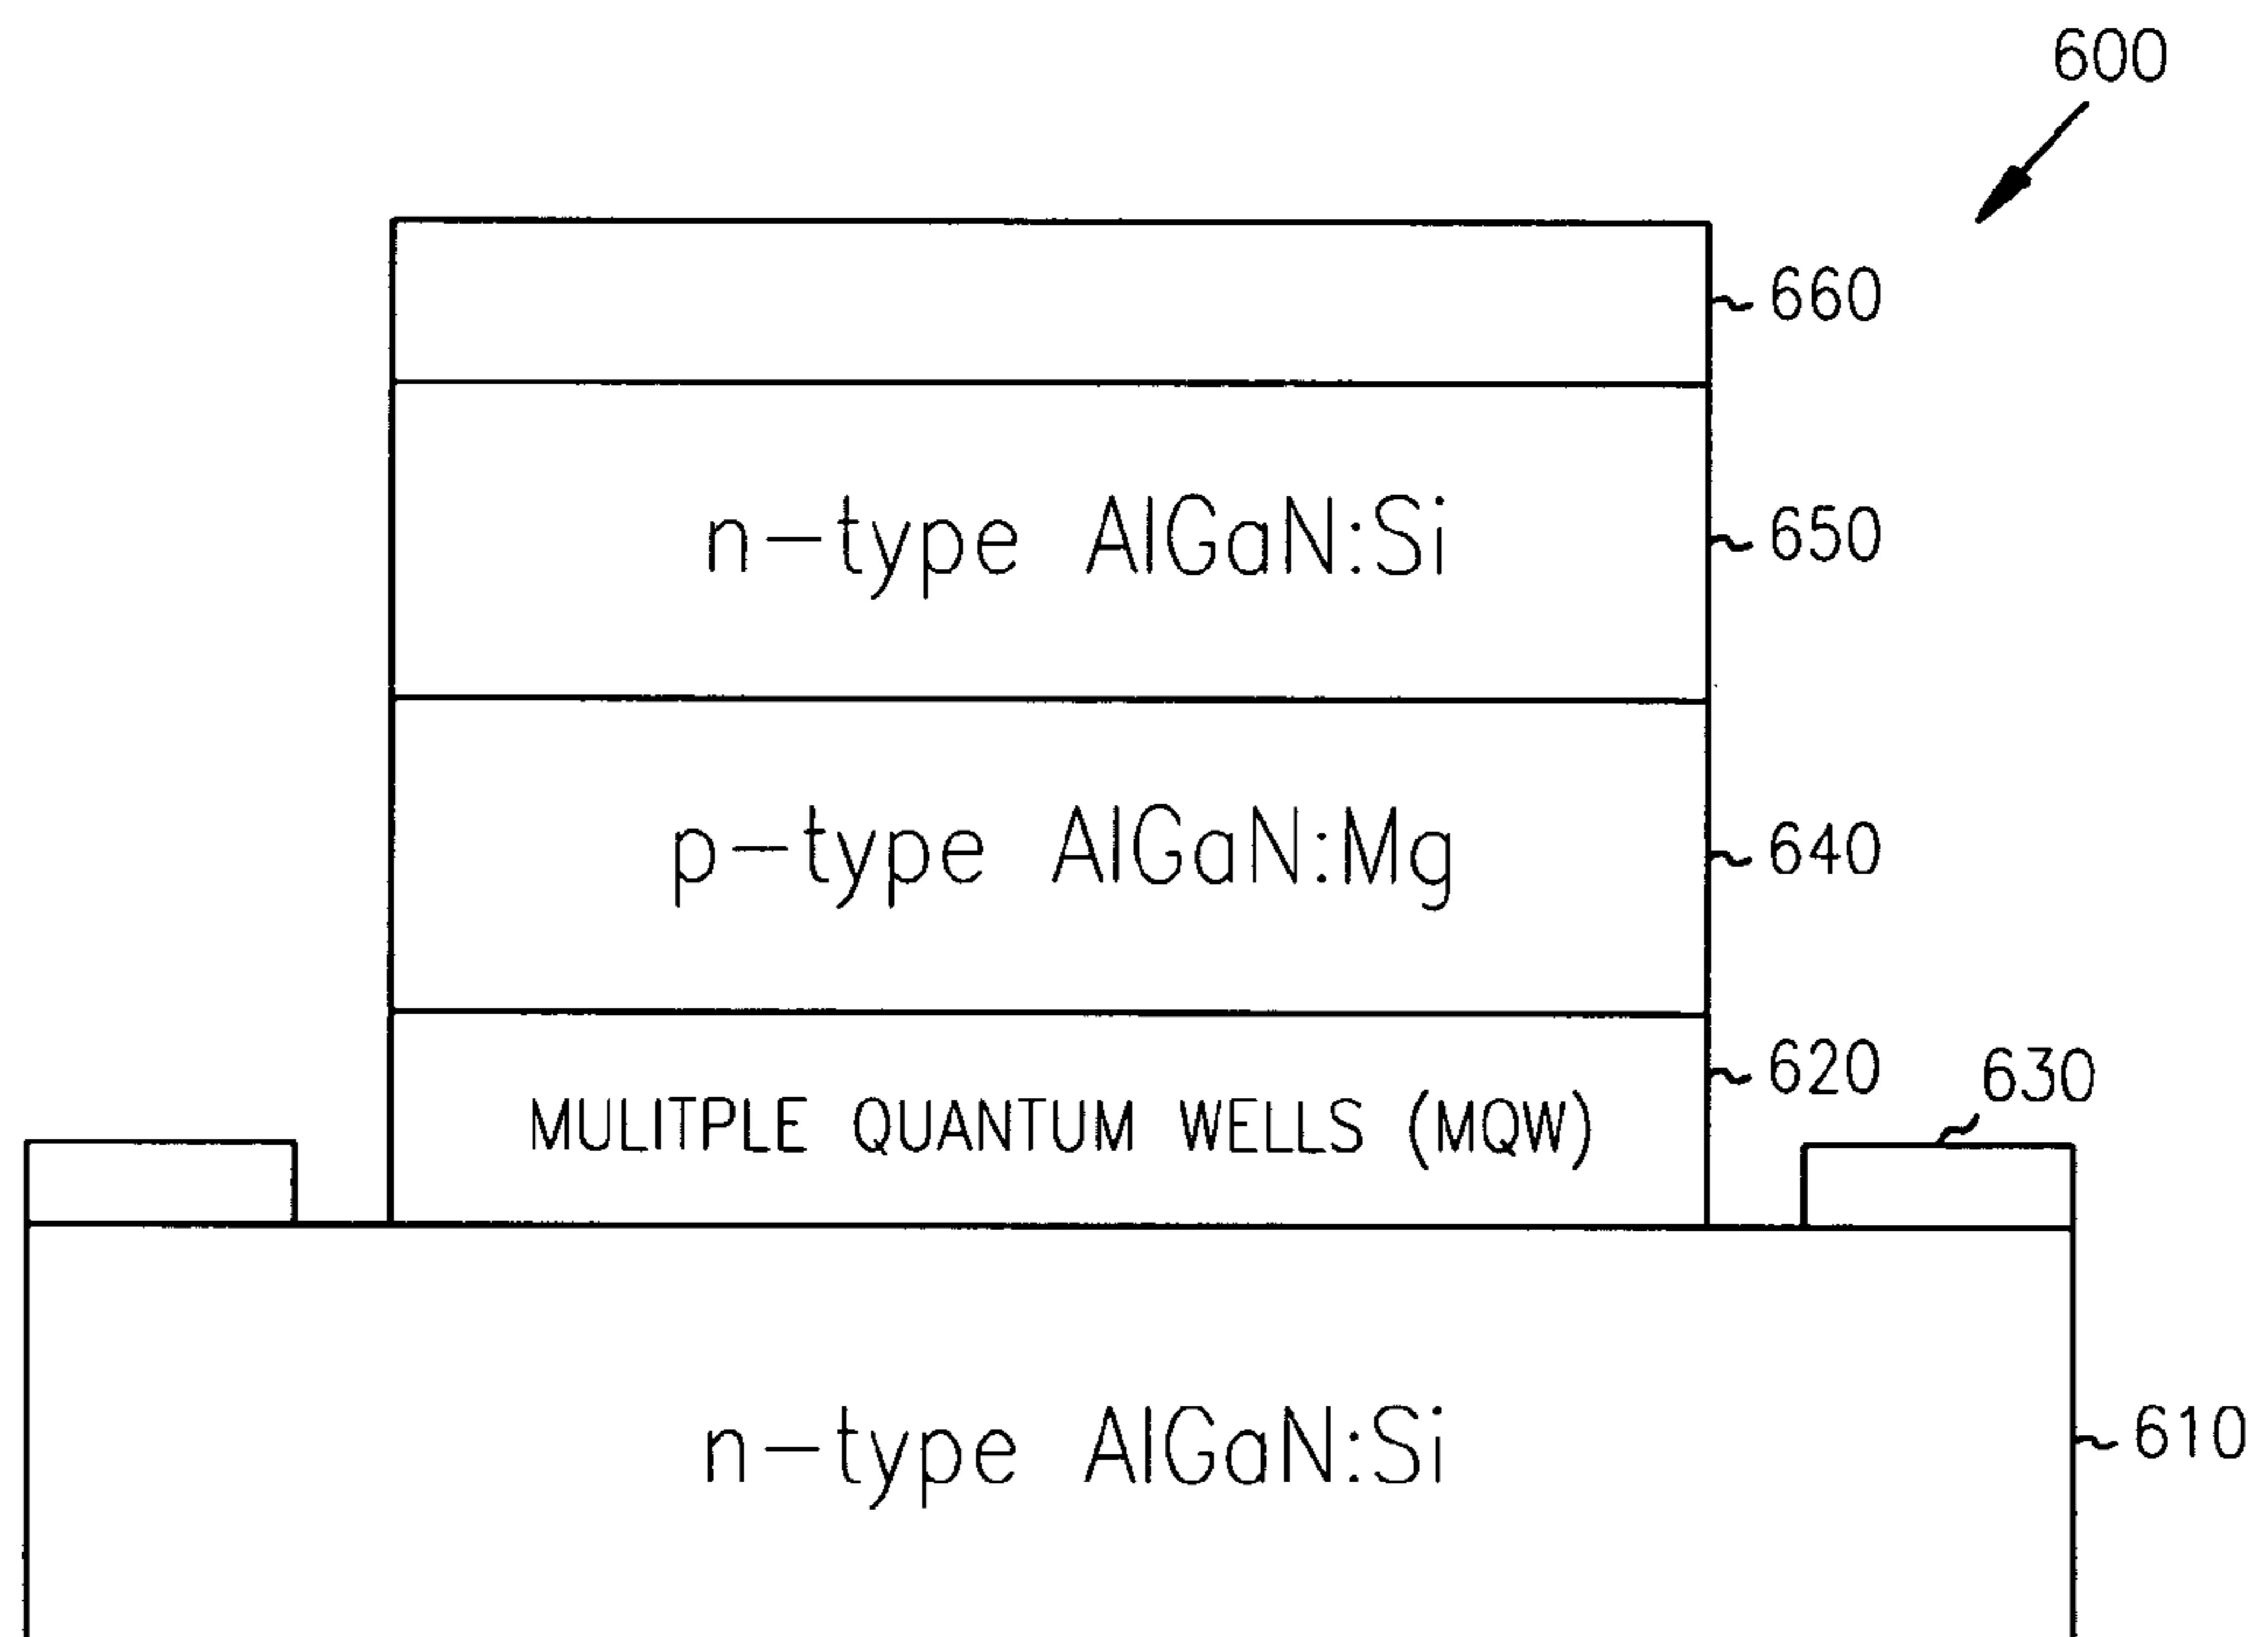 600
660
n-type AlGaN:Si
650
p-type AlGaN:Mg
640
620
630
MULITPLE QUANTUM WELLS (MQW)
n-type AlGaN:Si
610